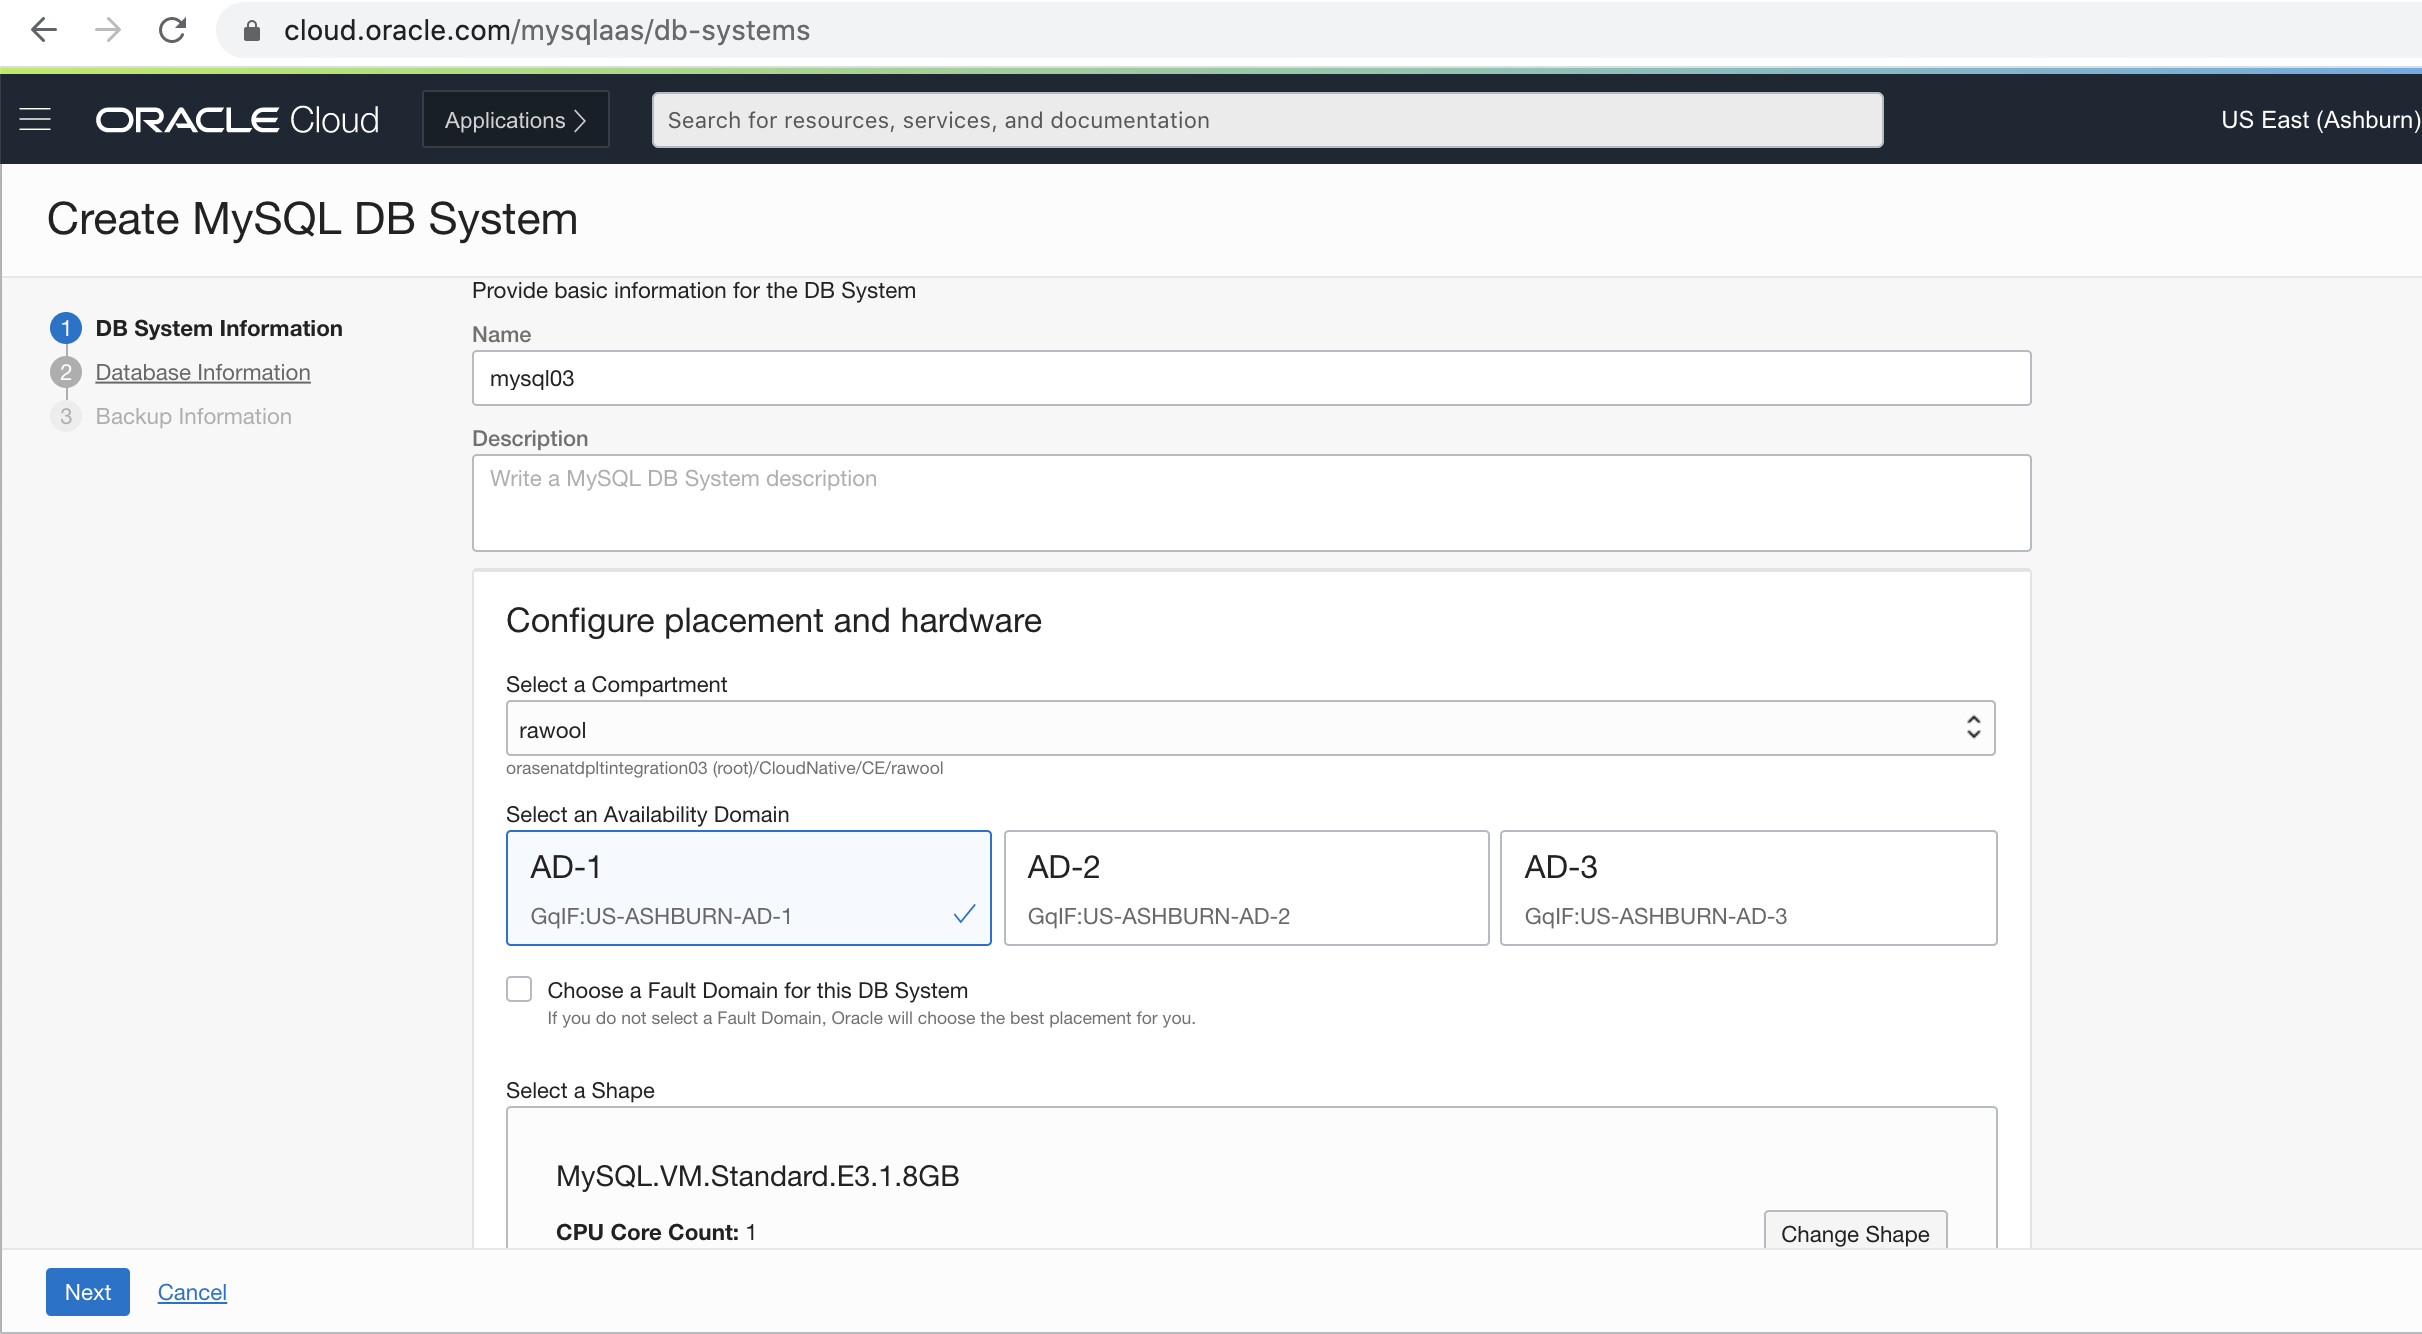 cloud.oracle.com/mysqlaas/db-systems
ORACLE Cloud
Applications
Search for resources, services, and documentation
US East (Ashburn)
Create MySQL DB System
1 DB System Information
2 Database Information
3 Backup Information
Provide basic information for the DB System
Name
mysql03
Description
Write a MySQL DB System description
Configure placement and hardware
Select a Compartment
rawool
orasenatdpltintegration03 (root)/CloudNative/CE/rawool
Select an Availability Domain
AD-1
GqIF:US-ASHBURN-AD-1
AD-2
GqIF:US-ASHBURN-AD-2
AD-3
GqIF:US-ASHBURN-AD-3
Choose a Fault Domain for this DB System
If you do not select a Fault Domain, Oracle will choose the best placement for you.
Select a Shape
MySQL.VM.Standard.E3.1.8GB
CPU Core Count: 1
Change Shape
Next
Cancel